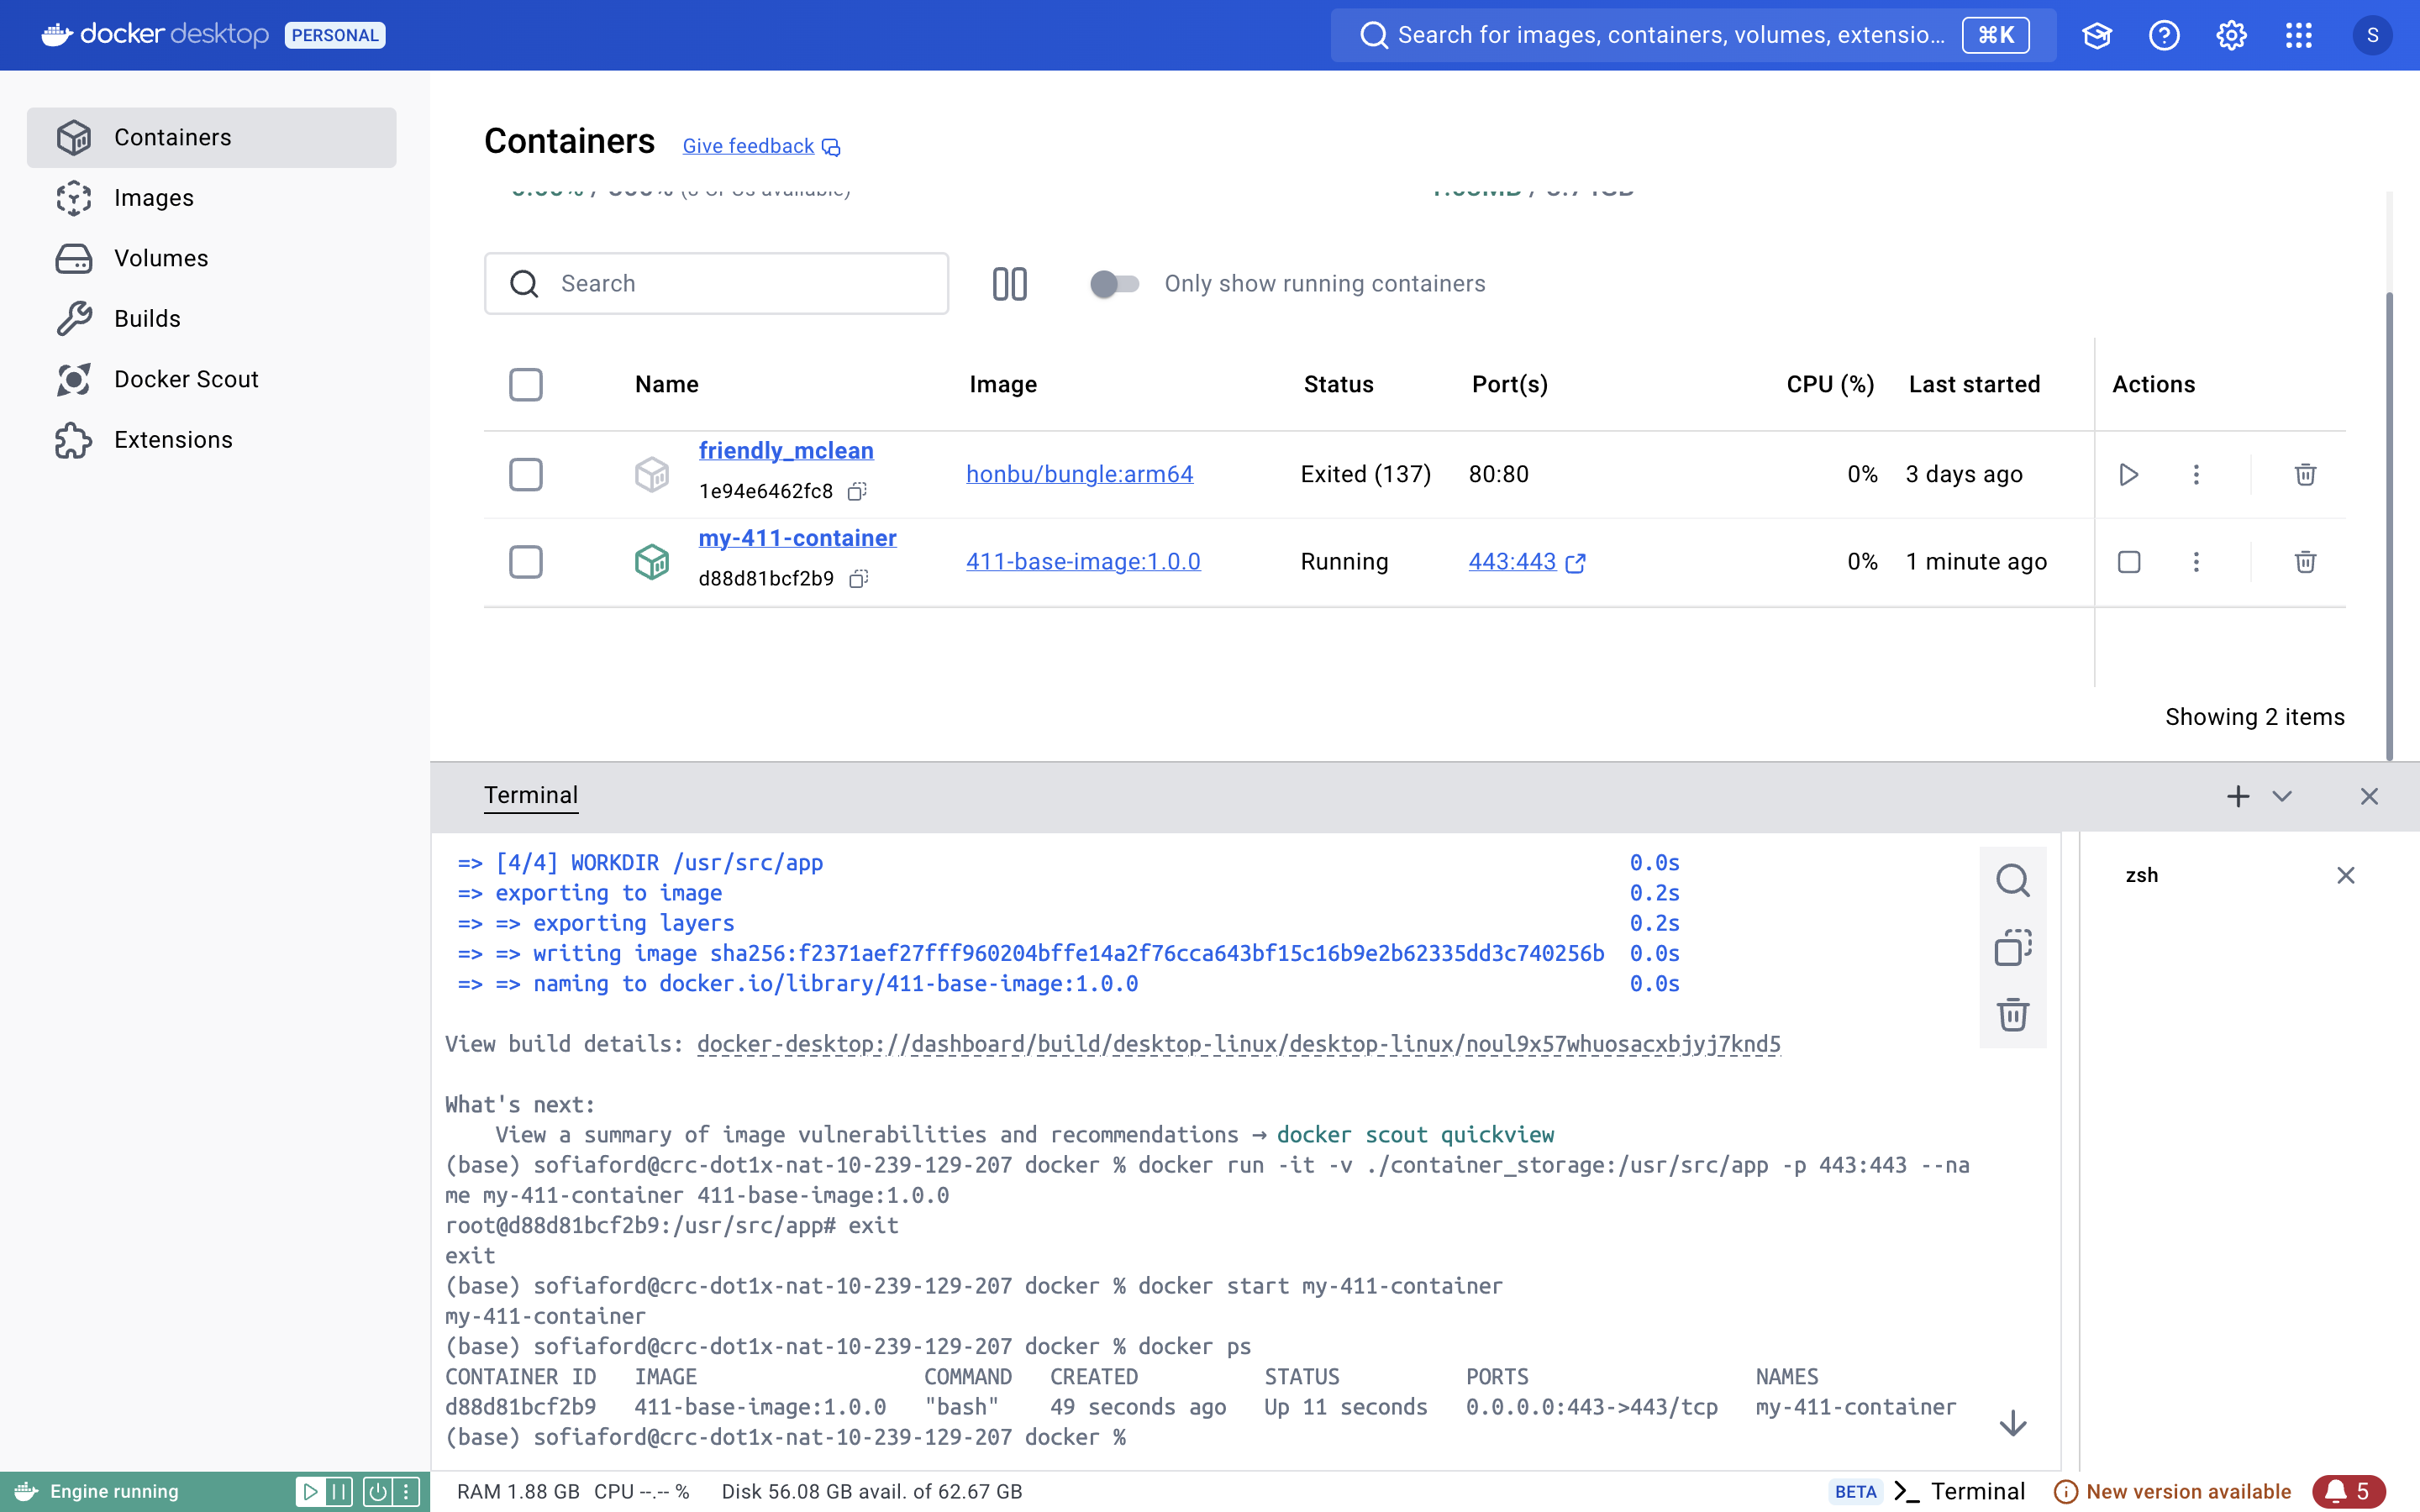 docker desktop PERSONAL
Search for images, containers, volumes, extensio... ⌘K
S
Containers
Images
Volumes
Builds
Docker Scout
Extensions
Containers Give feedback
Search
Only show running containers
Name Image Status Port(s) CPU (%) Last started Actions
friendly_mclean
1e94e6462fc8
honbu/bungle:arm64 Exited (137) 80:80 0% 3 days ago
my-411-container
d88d81bcf2b9
411-base-image:1.0.0 Running 443:443 0% 1 minute ago
Showing 2 items
Terminal
zsh
=> [4/4] WORKDIR /usr/src/app 0.0s
=> exporting to image 0.2s
=> => exporting layers 0.2s
=> => writing image sha256:f2371aef27fff960204bffe14a2f76cca643bf15c16b9e2b62335dd3c740256b 0.0s
=> => naming to docker.io/library/411-base-image:1.0.0 0.0s
View build details: docker-desktop://dashboard/build/desktop-linux/desktop-linux/noul9x57whuosacxbjyj7knd5
What's next:
View a summary of image vulnerabilities and recommendations → docker scout quickview
(base) sofiaford@crc-dot1x-nat-10-239-129-207 docker % docker run -it -v ./container_storage:/usr/src/app -p 443:443 --na
me my-411-container 411-base-image:1.0.0
root@d88d81bcf2b9:/usr/src/app# exit
exit
(base) sofiaford@crc-dot1x-nat-10-239-129-207 docker % docker start my-411-container
my-411-container
(base) sofiaford@crc-dot1x-nat-10-239-129-207 docker % docker ps
CONTAINER ID IMAGE COMMAND CREATED STATUS PORTS NAMES
d88d81bcf2b9 411-base-image:1.0.0 "bash" 49 seconds ago Up 11 seconds 0.0.0.0:443->443/tcp my-411-container
(base) sofiaford@crc-dot1x-nat-10-239-129-207 docker %
Engine running
RAM 1.88 GB CPU --.-- % Disk 56.08 GB avail. of 62.67 GB
BETA >_ Terminal
New version available
5